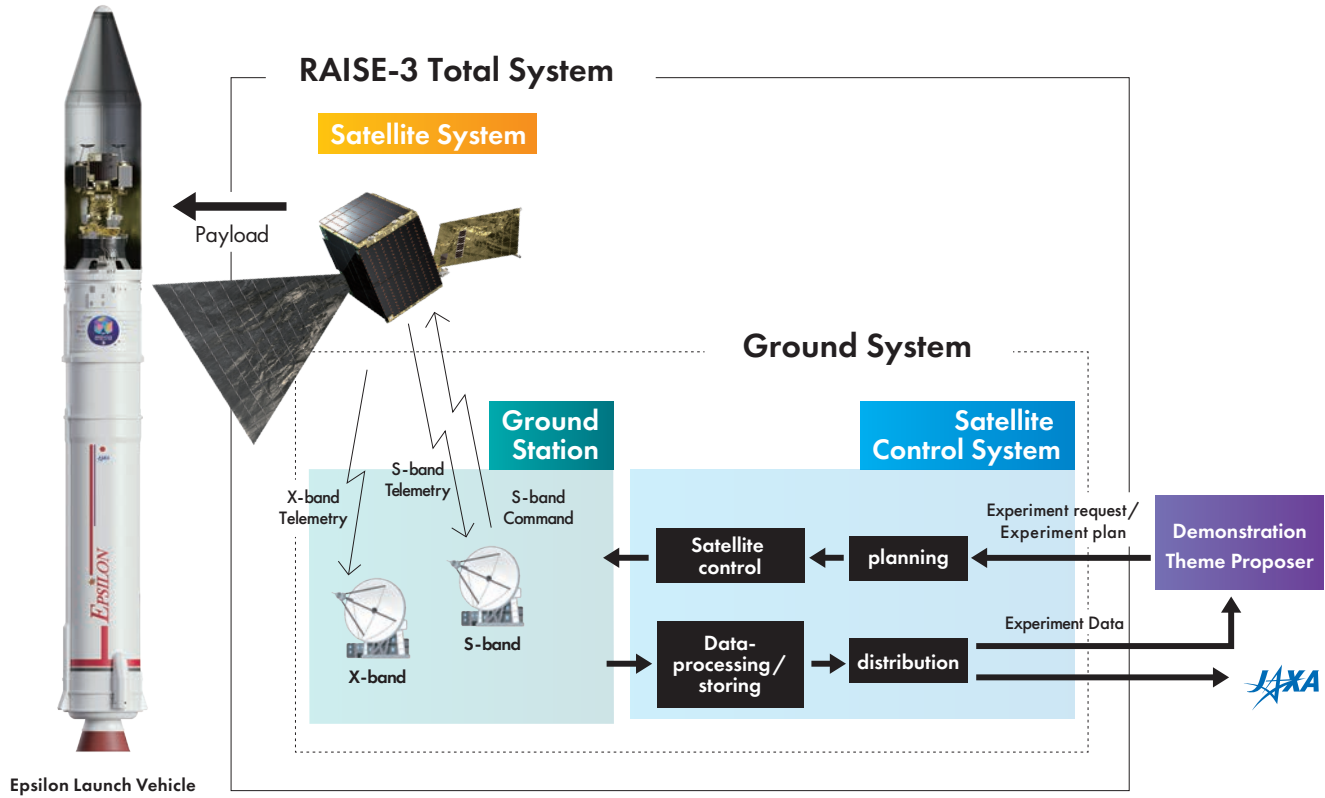 RAISE-3 Total System
Satellite System
Payload
Ground System
Ground
Station
Satellite
Control System
X-band
Telemetry
S-band
Telemetry
S-band
Command
Experiment request/
Experiment plan
Demonstration
Theme Proposer
Satellite
control
planning
Experiment Data
Data-
processing/
storing
distribution
S-band
X-band
JAXA
EPSILON
Epsilon Launch Vehicle